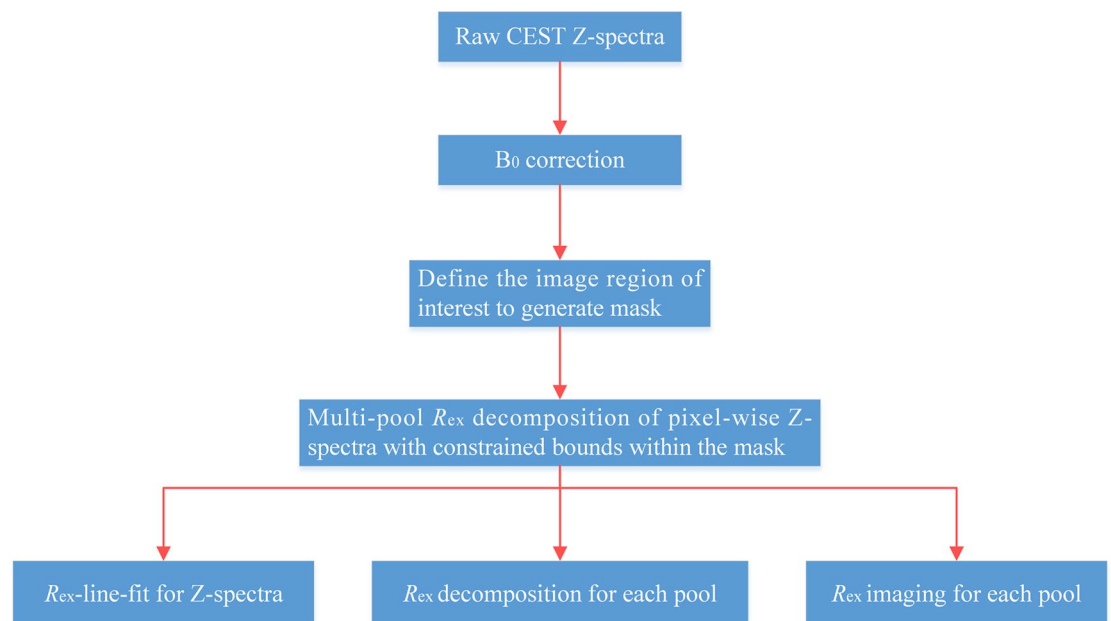 Raw CEST Z-spectra
B0 correction
Define the image region of
interest to generate mask
Multi-pool Rex decomposition of pixel-wise Z-
spectra with constrained bounds within the mask
Rex-line-fit for Z-spectra
Rex decomposition for each pool
Rex imaging for each pool